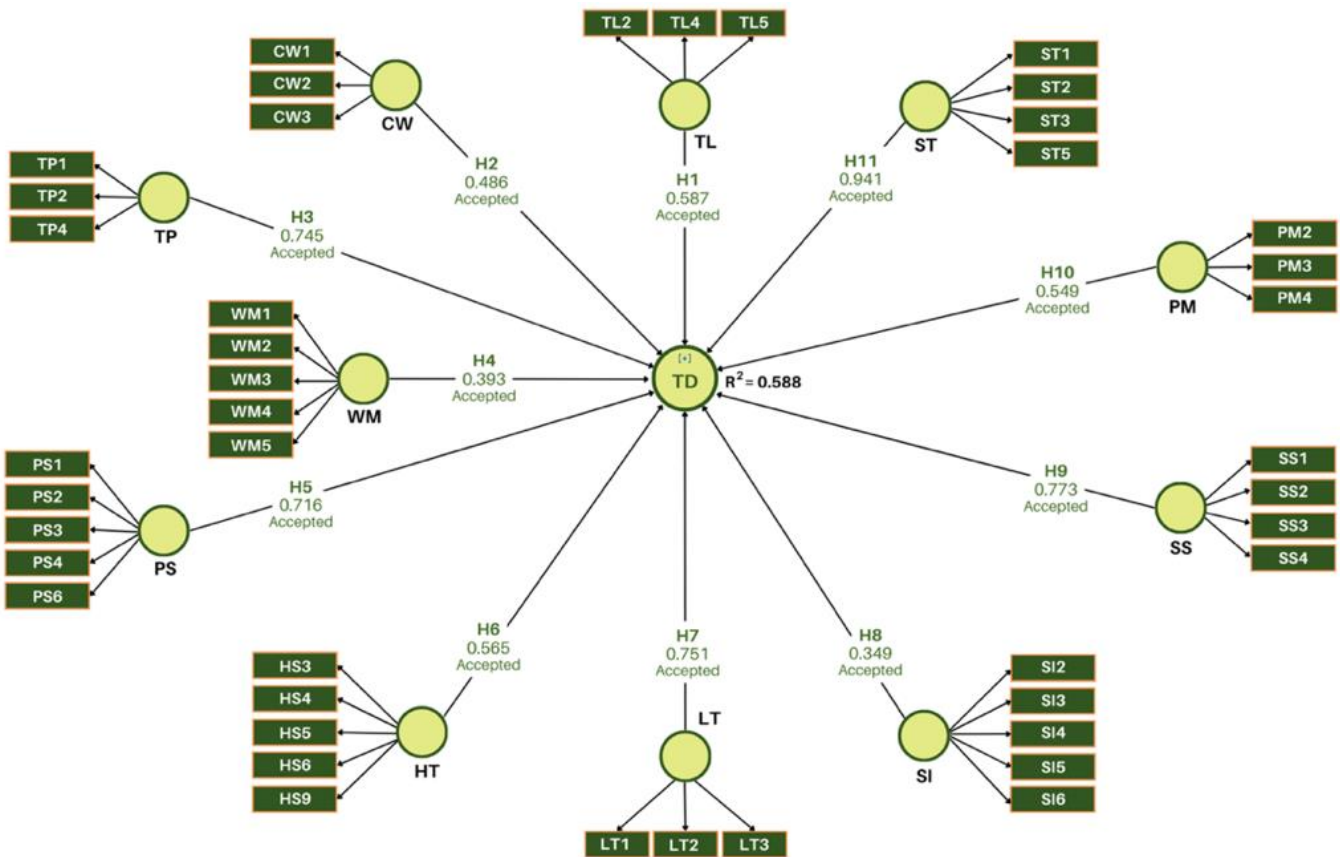 TL2 TL4 TL5
TL
CW1
CW2
CW3
CW
ST1
ST2
ST3
ST5
ST
TP1
TP2
TP4
TP
H2
0.486
Accepted
H1
0.587
Accepted
H11
0.941
Accepted
H3
0.745
Accepted
PM2
PM3
PM4
PM
H10
0.549
Accepted
WM1
WM2
WM3
WM4
WM5
WM
H4
0.393
Accepted
[+]
TD
R² = 0.588
PS1
PS2
PS3
PS4
PS6
PS
H5
0.716
Accepted
H9
0.773
Accepted
SS1
SS2
SS3
SS4
SS
H6
0.565
Accepted
H7
0.751
Accepted
H8
0.349
Accepted
HS3
HS4
HS5
HS6
HS9
HT
LT
LT1 LT2 LT3
SI2
SI3
SI4
SI5
SI6
SI